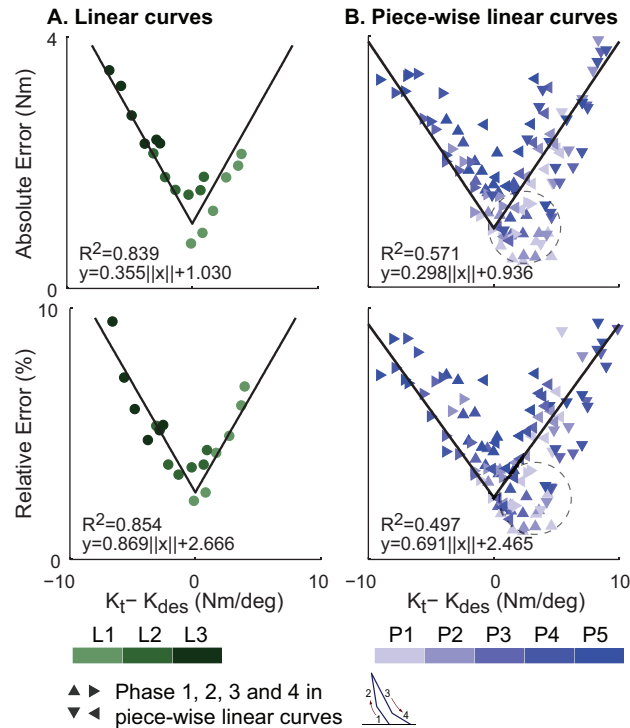 A. Linear curves
B. Piece-wise linear curves
4
Absolute Error (Nm)
0
R²=0.839
y=0.355||x||+1.030
R²=0.571
y=0.298||x||+0.936
10
Relative Error (%)
0
R²=0.854
y=0.869||x||+2.666
R²=0.497
y=0.691||x||+2.465
−10 0 10
−10 0 10
Kt− Kdes (Nm/deg)
Kt− Kdes (Nm/deg)
L1 L2 L3
P1 P2 P3 P4 P5
Phase 1, 2, 3 and 4 in
piece-wise linear curves
2 3
1 4